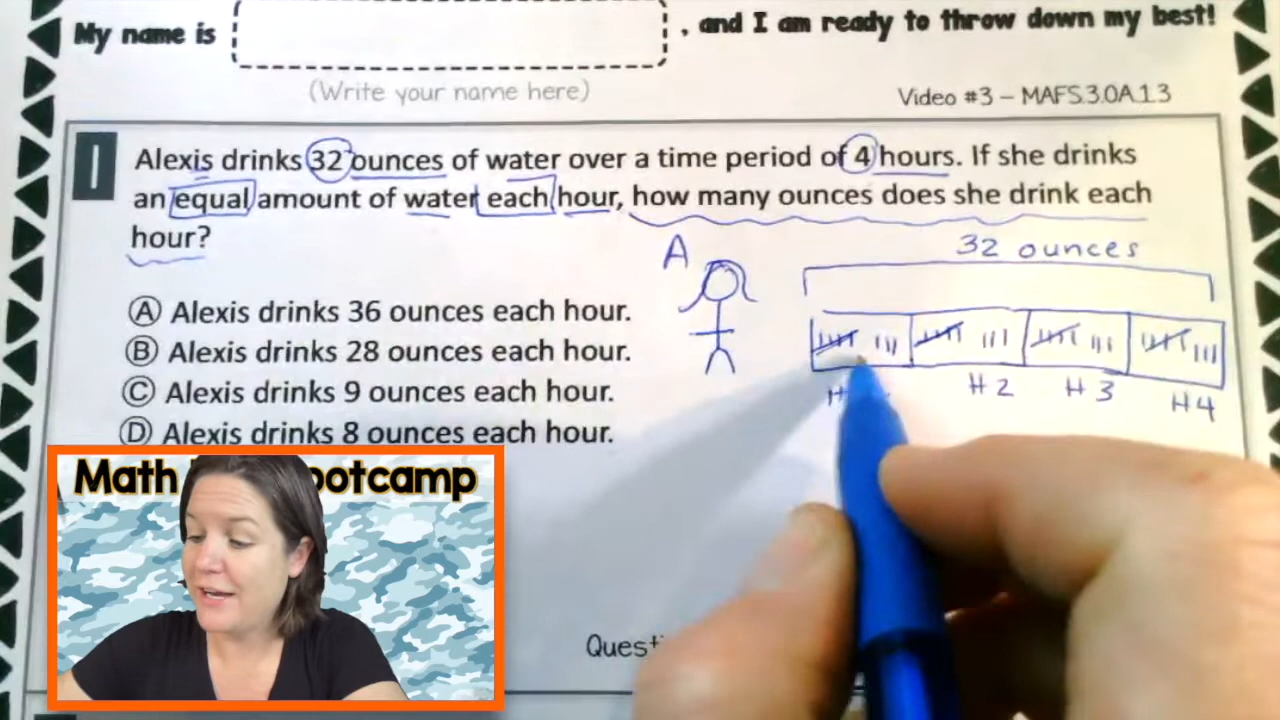 My name is , and I am ready to throw down my best!
(Write your name here)
Video #3 – MAFS.3.OA.1.3
1
Alexis drinks 32 ounces of water over a time period of 4 hours. If she drinks
an equal amount of water each hour, how many ounces does she drink each
hour?
A
32 ounces
Ⓐ Alexis drinks 36 ounces each hour.
Ⓑ Alexis drinks 28 ounces each hour.
Ⓒ Alexis drinks 9 ounces each hour.
Ⓓ Alexis drinks 8 ounces each hour.
H H2 H3 H4
Math ootcamp
Quest